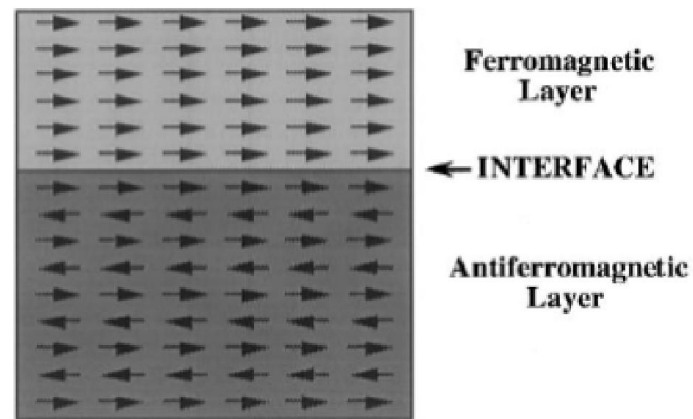 Ferromagnetic
Layer
INTERFACE
Antiferromagnetic
Layer